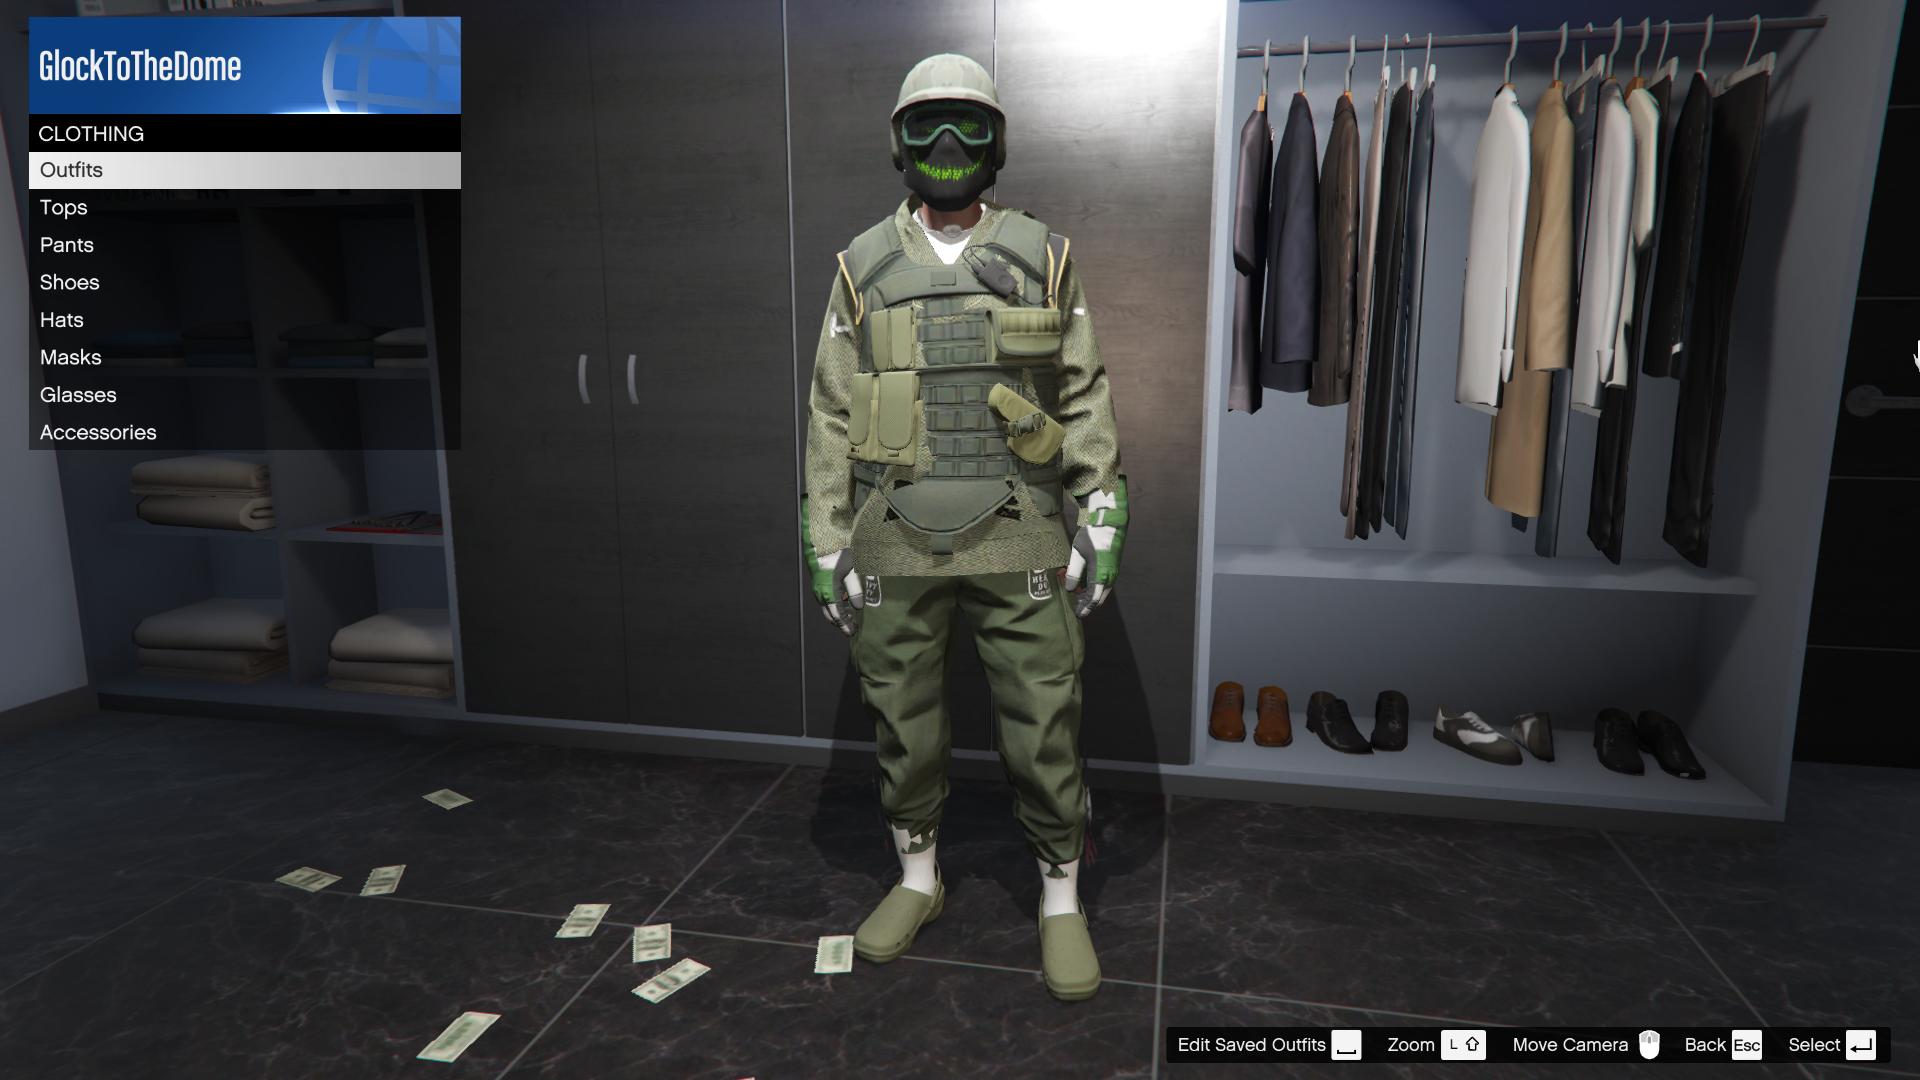 GlockToTheDome
CLOTHING
Outfits
Tops
Pants
Shoes
Hats
Masks
Glasses
Accessories
Edit Saved Outfits
Zoom L
Move Camera
Back Esc
Select